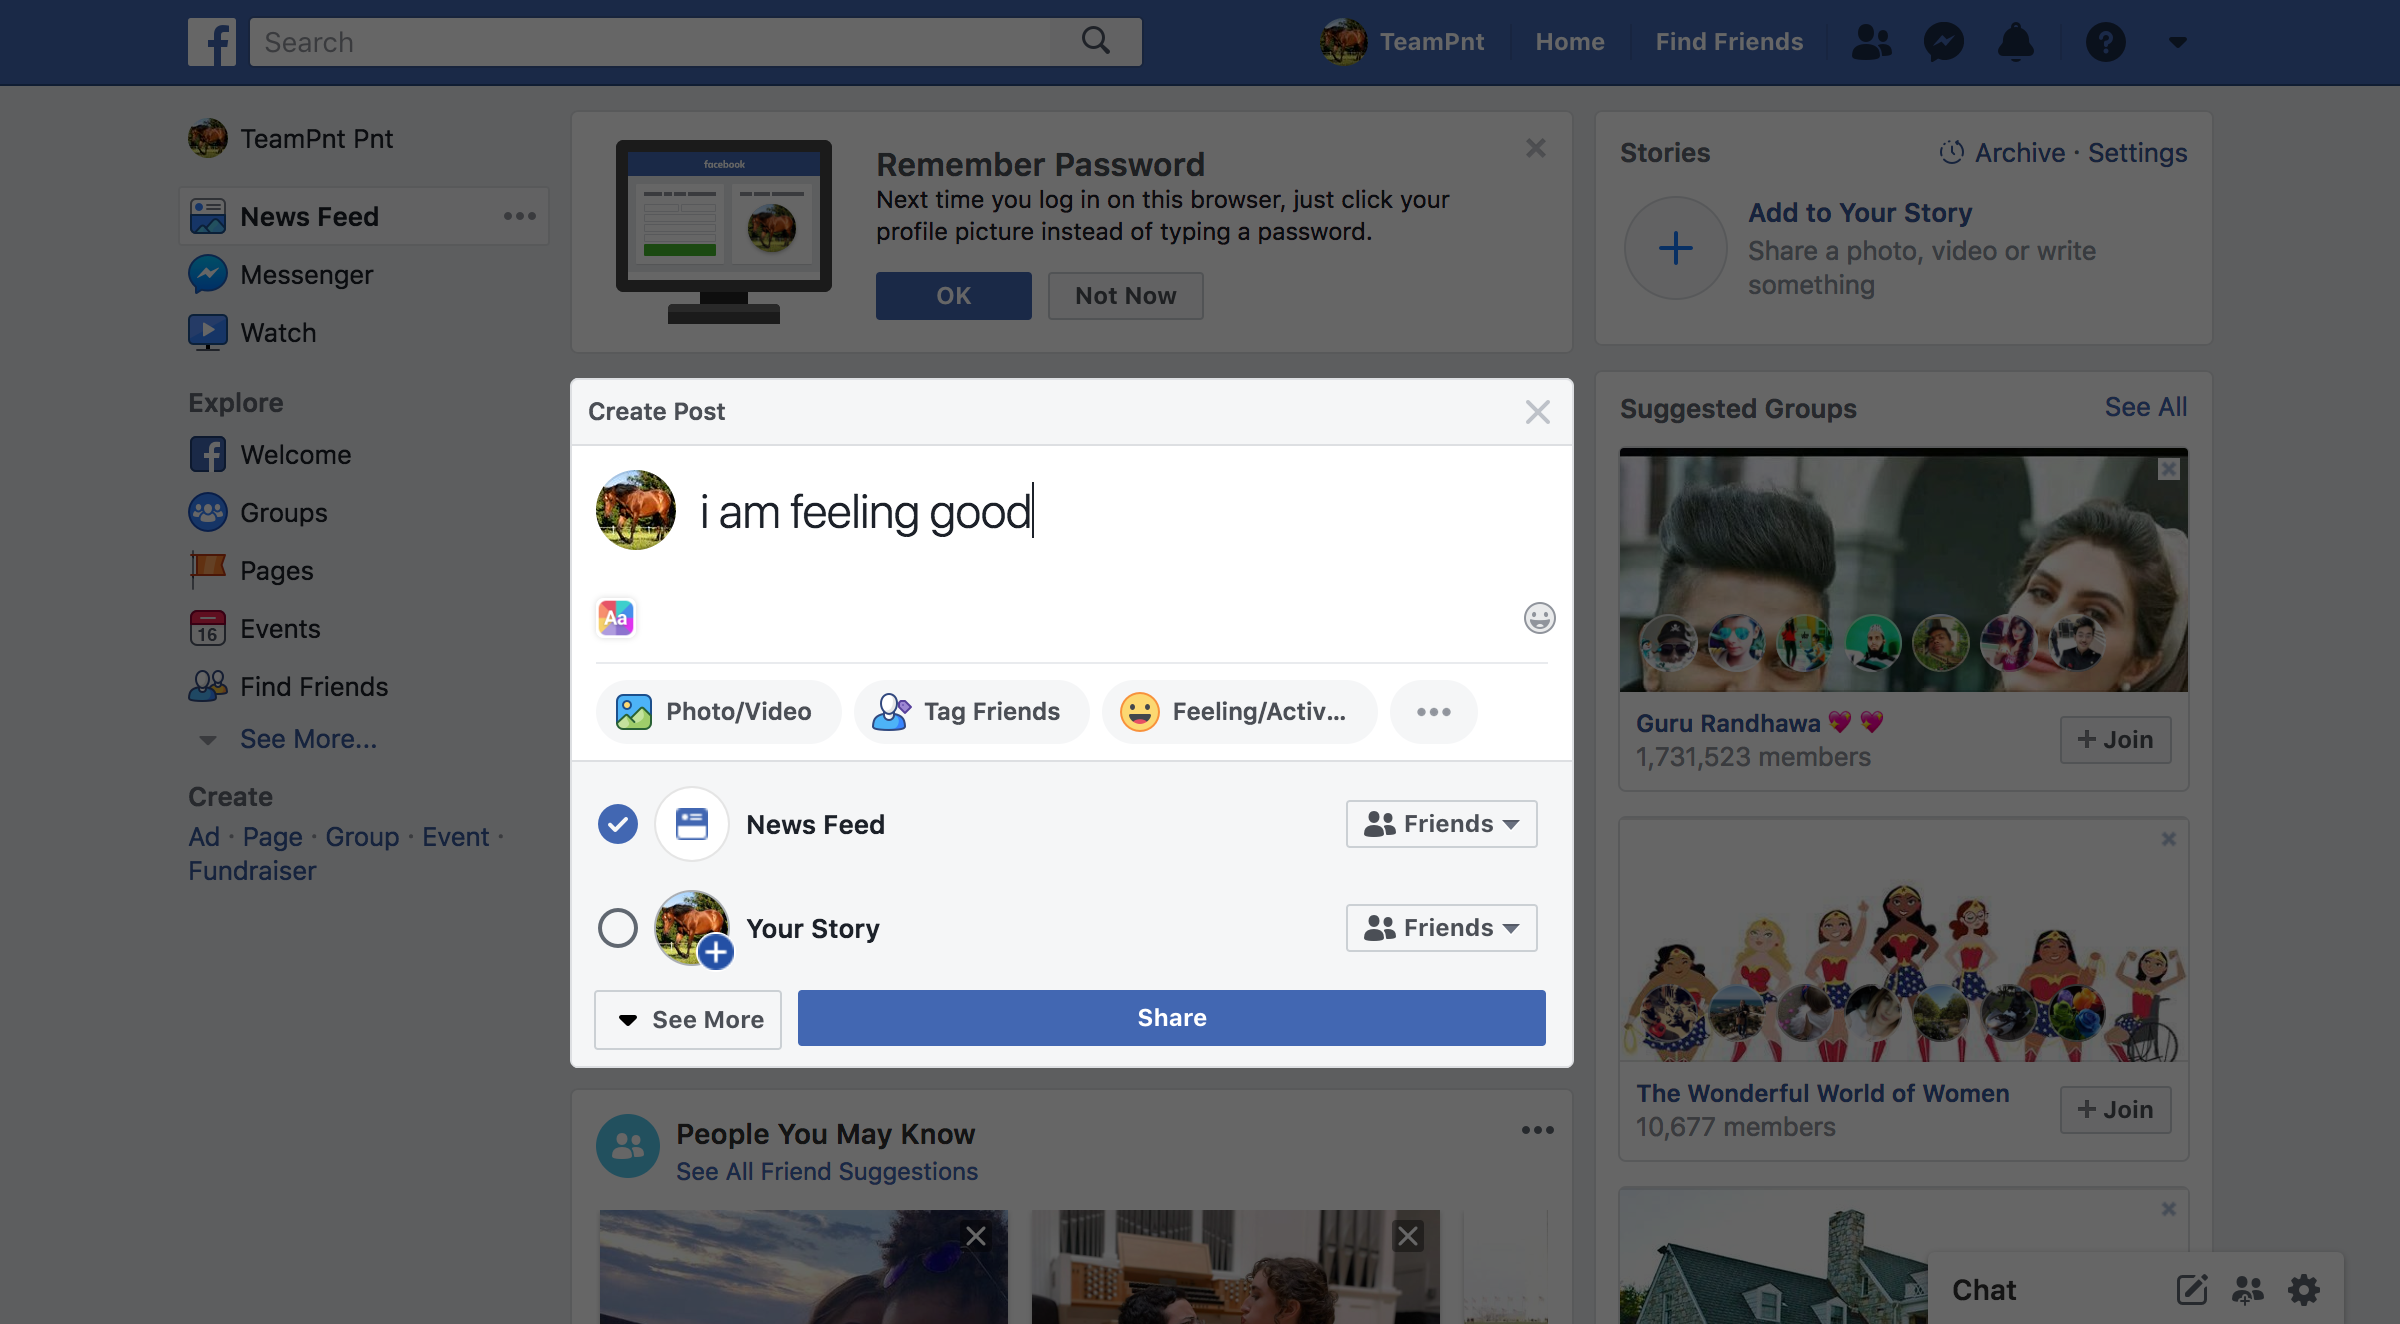 Search
TeamPnt
Home
Find Friends
TeamPnt Pnt
News Feed
Messenger
Watch
Explore
Welcome
Groups
Pages
16
Events
Find Friends
See More...
Create
Ad · Page · Group · Event ·
Fundraiser
facebook
Remember Password
Next time you log in on this browser, just click your
profile picture instead of typing a password.
OK
Not Now
Create Post
i am feeling good
Aa
Photo/Video
Tag Friends
Feeling/Activ...
News Feed
Friends
Your Story
Friends
See More
Share
People You May Know
See All Friend Suggestions
Stories
Archive · Settings
Add to Your Story
Share a photo, video or write
something
Suggested Groups
See All
Guru Randhawa 💖 💖
1,731,523 members
+ Join
The Wonderful World of Women
10,677 members
+ Join
Chat